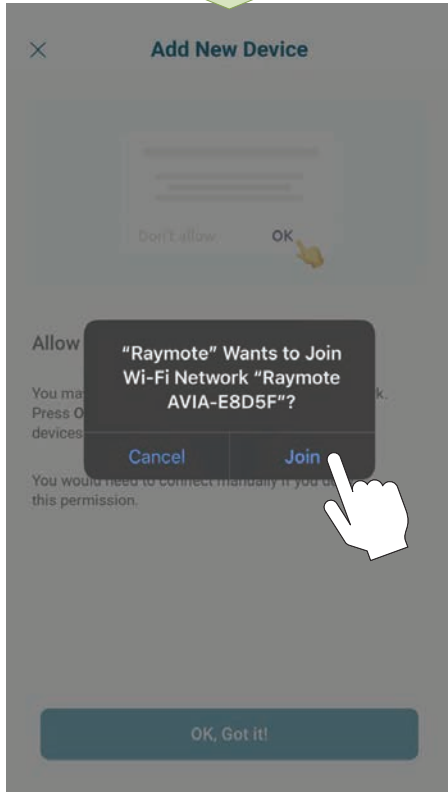 Add New Device
Don't allow
OK
Allow
"Raymote" Wants to Join
Wi-Fi Network "Raymote
AVIA-E8D5F"?
You ma
k.
Press O
devices
Cancel
Join
You would need to connect manually if you d
this permission.
OK, Got it!